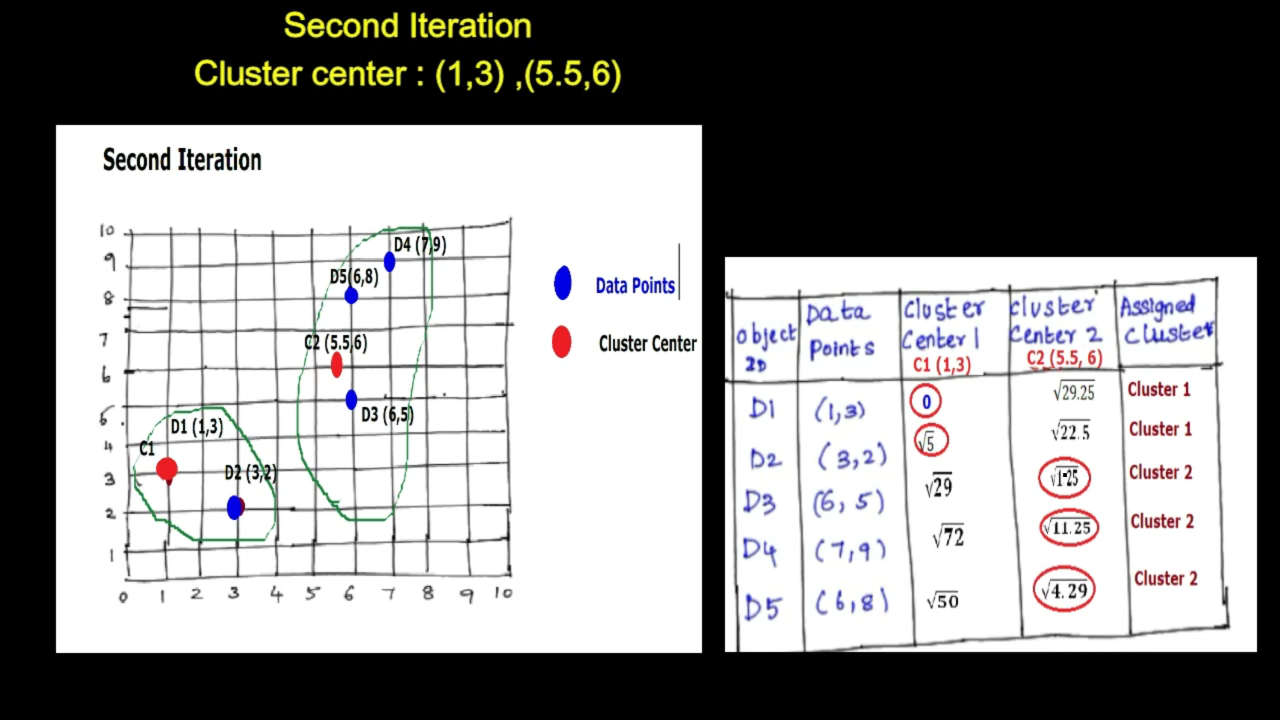 Second Iteration
Cluster center : (1,3) ,(5.5,6)
Second Iteration
10
9
8
7
6
5
4
3
2
1
0 1 2 3 4 5 6 7 8 9 10
D4 (7,9)
D5(6,8)
C2 (5.5,6)
D3 (6,5)
D1 (1,3)
C1
D2 (3,2)
Data Points
Cluster Center
Object ID
Data Points
Cluster Center 1
C1 (1,3)
Cluster Center 2
C2 (5.5, 6)
Assigned Cluster
D1 (1,3) 0 √29.25 Cluster 1
D2 (3,2) √5 √22.5 Cluster 1
D3 (6,5) √29 √1.25 Cluster 2
D4 (7,9) √72 √11.25 Cluster 2
D5 (6,8) √50 √4.29 Cluster 2